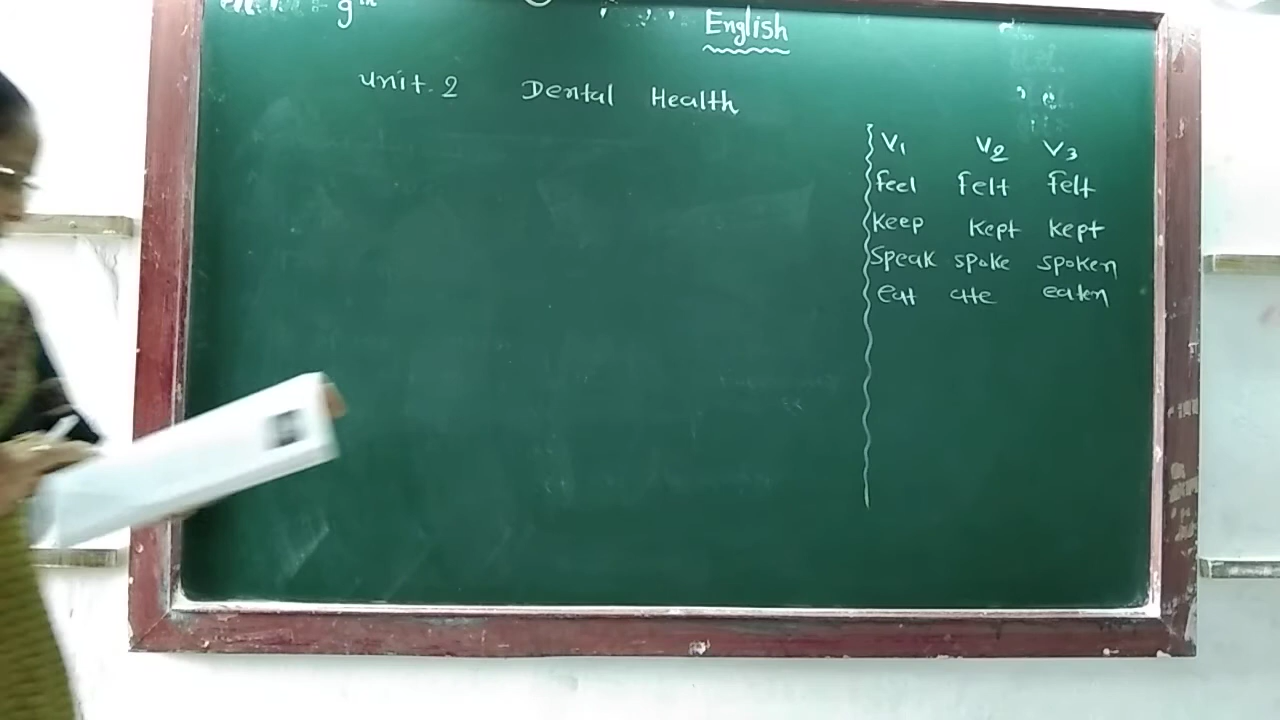 9th
English
Unit. 2 Dental Health
V1 V2 V3
feel felt felt
keep kept kept
speak spoke spoken
eat ate eaten